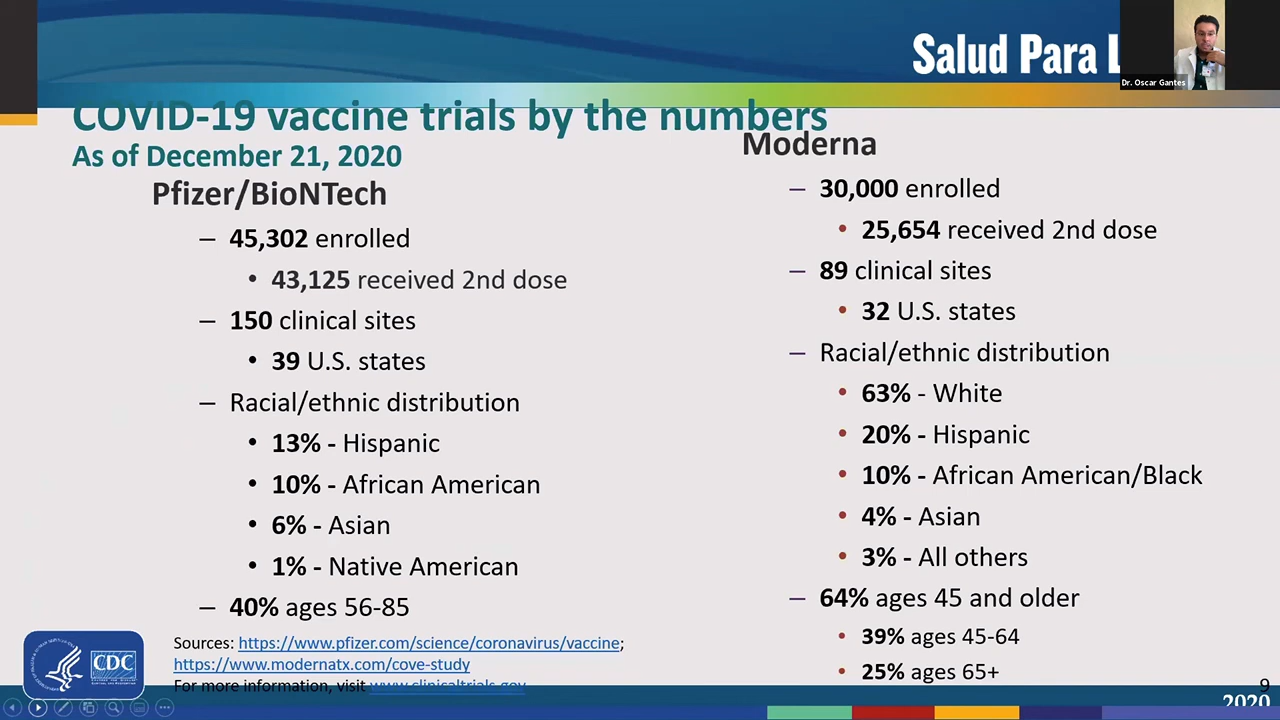 Salud Para L
Dr. Oscar Gantes
COVID-19 vaccine trials by the numbers
As of December 21, 2020
Pfizer/BioNTech
– 45,302 enrolled
• 43,125 received 2nd dose
– 150 clinical sites
• 39 U.S. states
– Racial/ethnic distribution
• 13% - Hispanic
• 10% - African American
• 6% - Asian
• 1% - Native American
– 40% ages 56-85
Moderna
– 30,000 enrolled
• 25,654 received 2nd dose
– 89 clinical sites
• 32 U.S. states
– Racial/ethnic distribution
• 63% - White
• 20% - Hispanic
• 10% - African American/Black
• 4% - Asian
• 3% - All others
– 64% ages 45 and older
• 39% ages 45-64
• 25% ages 65+
Sources: https://www.pfizer.com/science/coronavirus/vaccine;
https://www.modernatx.com/cove-study
For more information, visit www.clinicaltrials.gov
CDC
9
2020